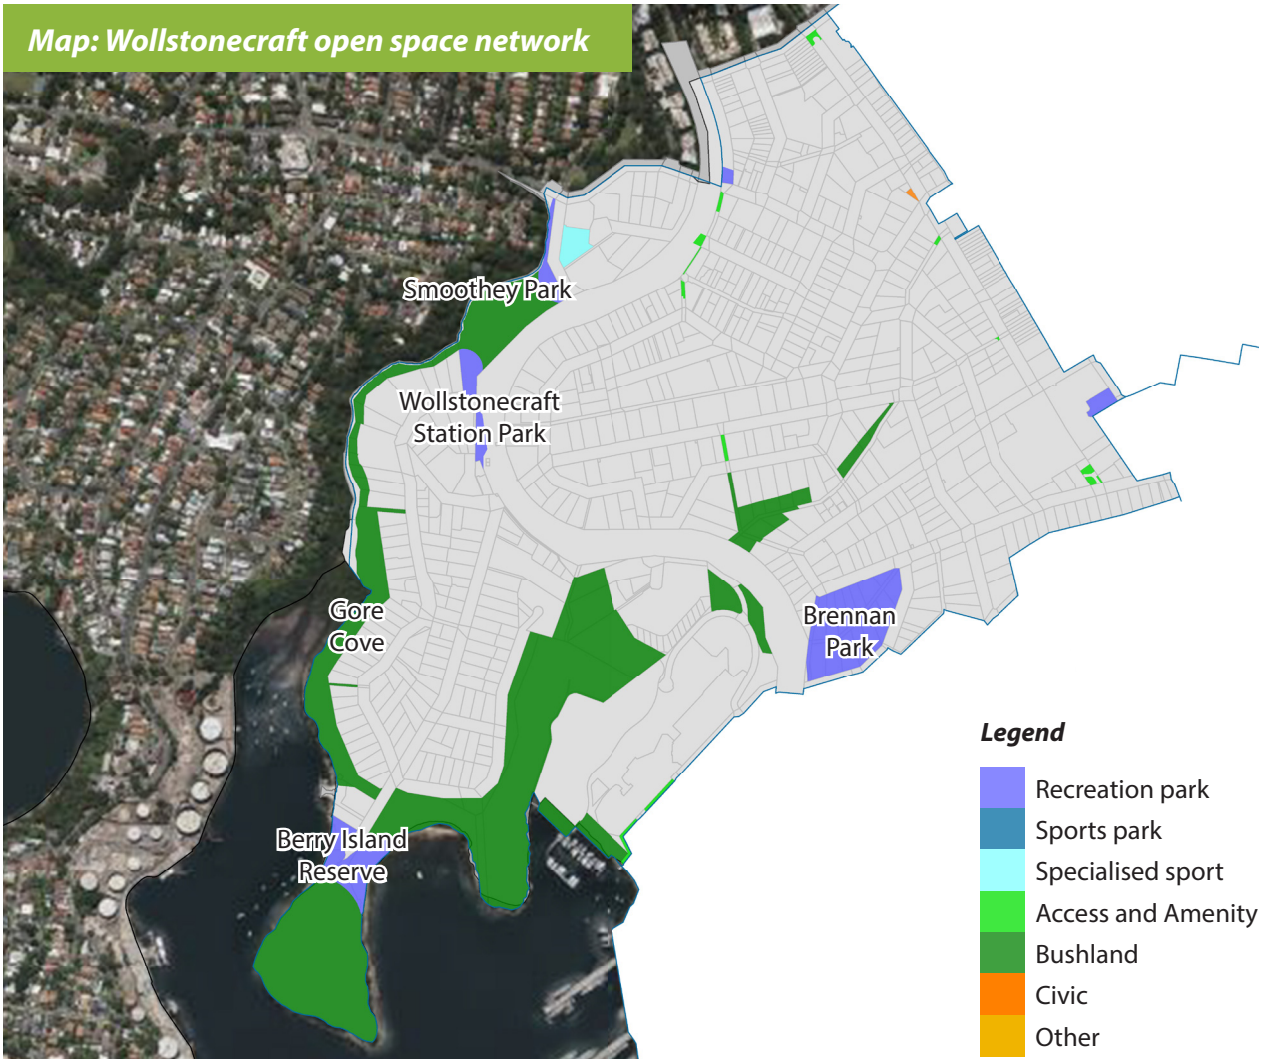 Map: Wollstonecraft open space network
Smoothey Park
Wollstonecraft
Station Park
Gore
Cove
Brennan
Park
Berry Island
Reserve
Legend
Recreation park
Sports park
Specialised sport
Access and Amenity
Bushland
Civic
Other